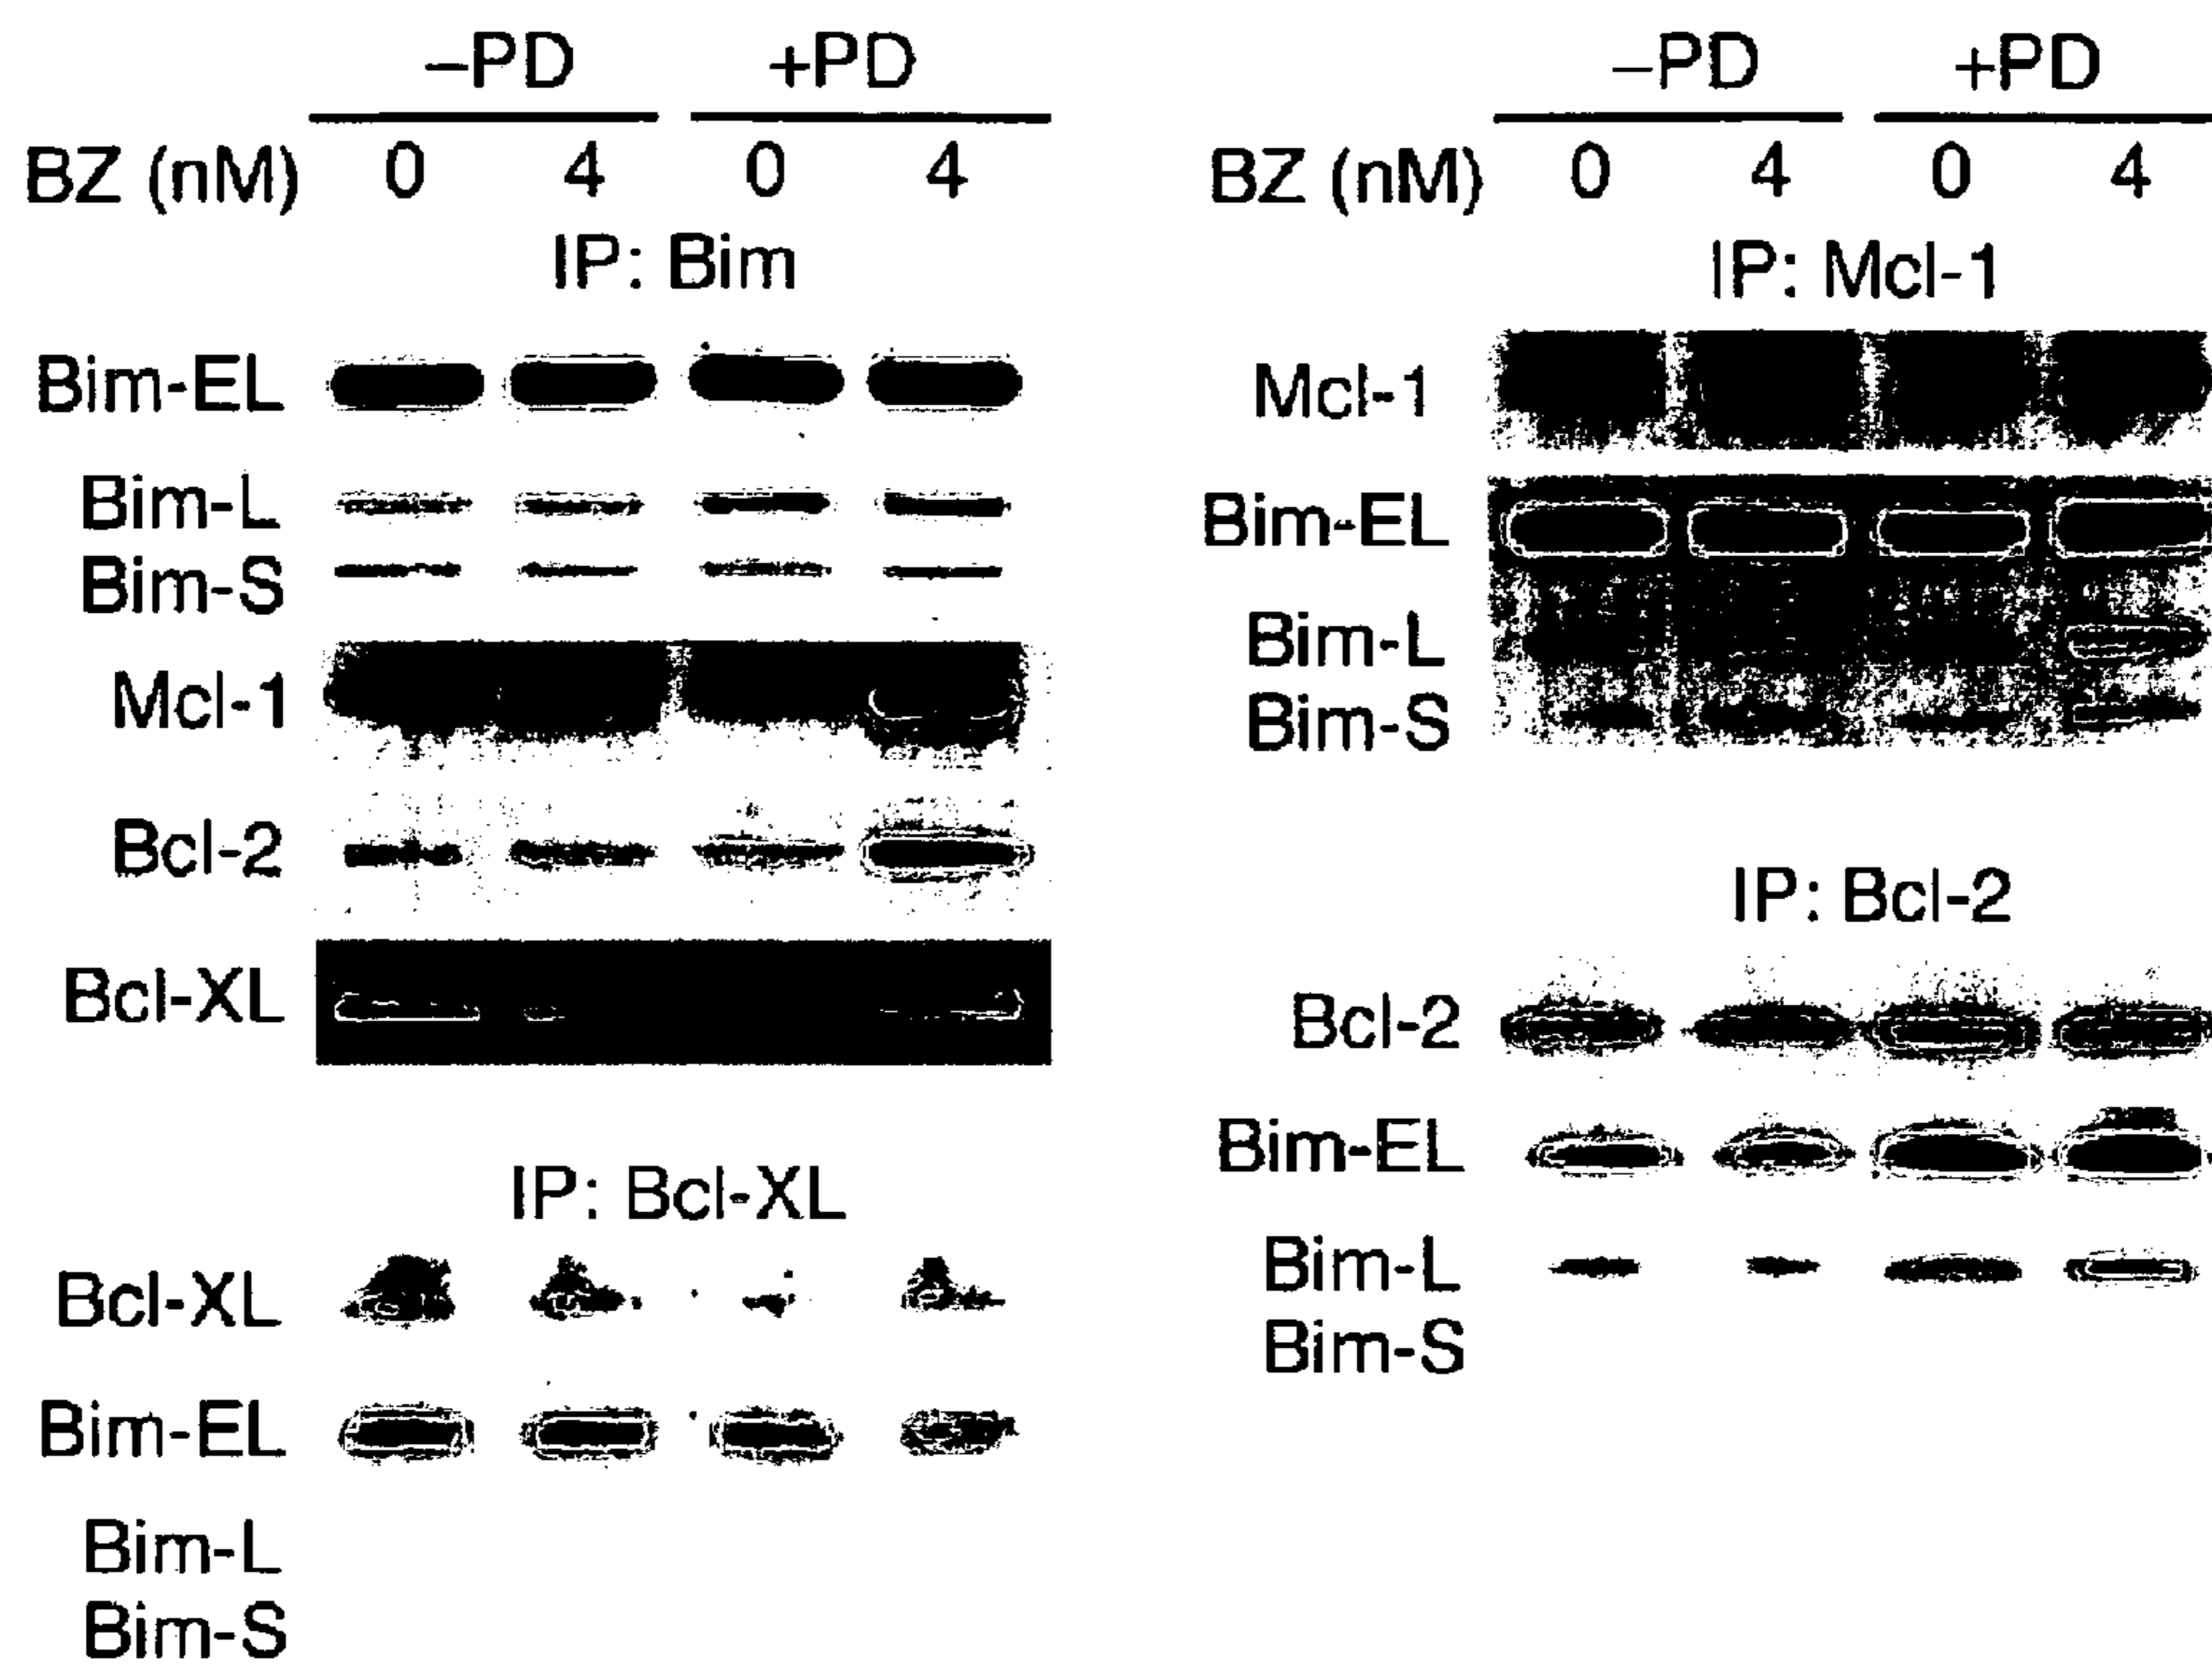 –PD +PD
BZ (nM) 0 4 0 4
IP: Bim
Bim-EL
Bim-L
Bim-S
Mcl-1
Bcl-2
Bcl-XL
IP: Bcl-XL
Bcl-XL
Bim-EL
Bim-L
Bim-S
–PD +PD
BZ (nM) 0 4 0 4
IP: Mcl-1
Mcl-1
Bim-EL
Bim-L
Bim-S
IP: Bcl-2
Bcl-2
Bim-EL
Bim-L
Bim-S